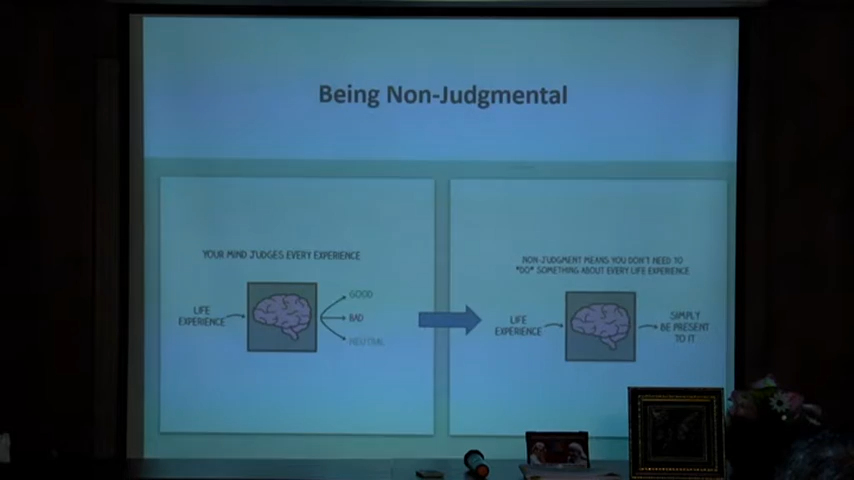 Being Non-Judgmental
YOUR MIND JUDGES EVERY EXPERIENCE
LIFE
EXPERIENCE
GOOD
BAD
NEUTRAL
NON-JUDGMENT MEANS YOU DON'T NEED TO
"DO" SOMETHING ABOUT EVERY LIFE EXPERIENCE
LIFE
EXPERIENCE
SIMPLY
BE PRESENT
TO IT